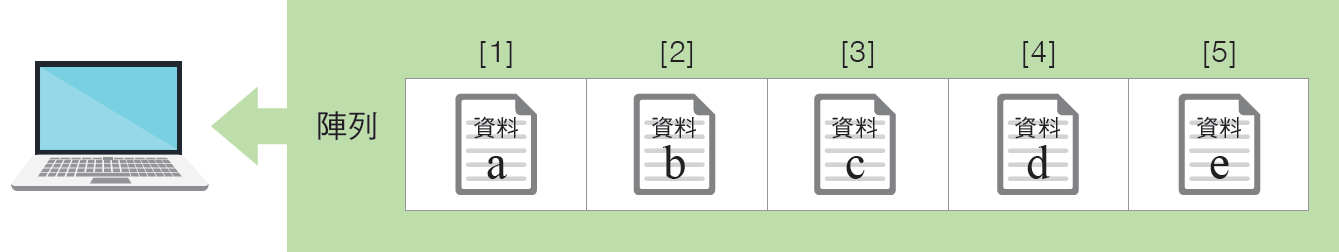 [1] [2] [3] [4] [5]
陣列
資料 資料 資料 資料 資料
a b c d e